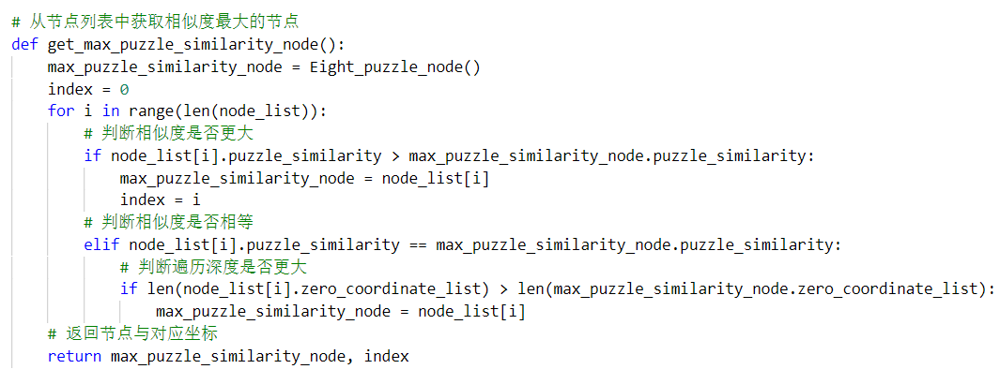 # 从节点列表中获取相似度最大的节点
def get_max_puzzle_similarity_node():
    max_puzzle_similarity_node = Eight_puzzle_node()
    index = 0
    for i in range(len(node_list)):
        # 判断相似度是否更大
        if node_list[i].puzzle_similarity > max_puzzle_similarity_node.puzzle_similarity:
            max_puzzle_similarity_node = node_list[i]
            index = i
        # 判断相似度是否相等
        elif node_list[i].puzzle_similarity == max_puzzle_similarity_node.puzzle_similarity:
            # 判断遍历深度是否更大
            if len(node_list[i].zero_coordinate_list) > len(max_puzzle_similarity_node.zero_coordinate_list):
                max_puzzle_similarity_node = node_list[i]
    # 返回节点与对应坐标
    return max_puzzle_similarity_node, index